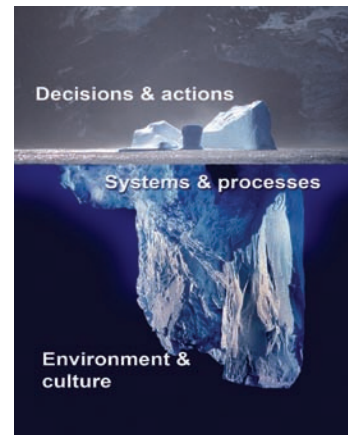 Decisions & actions
Systems & processes
Environment &
culture